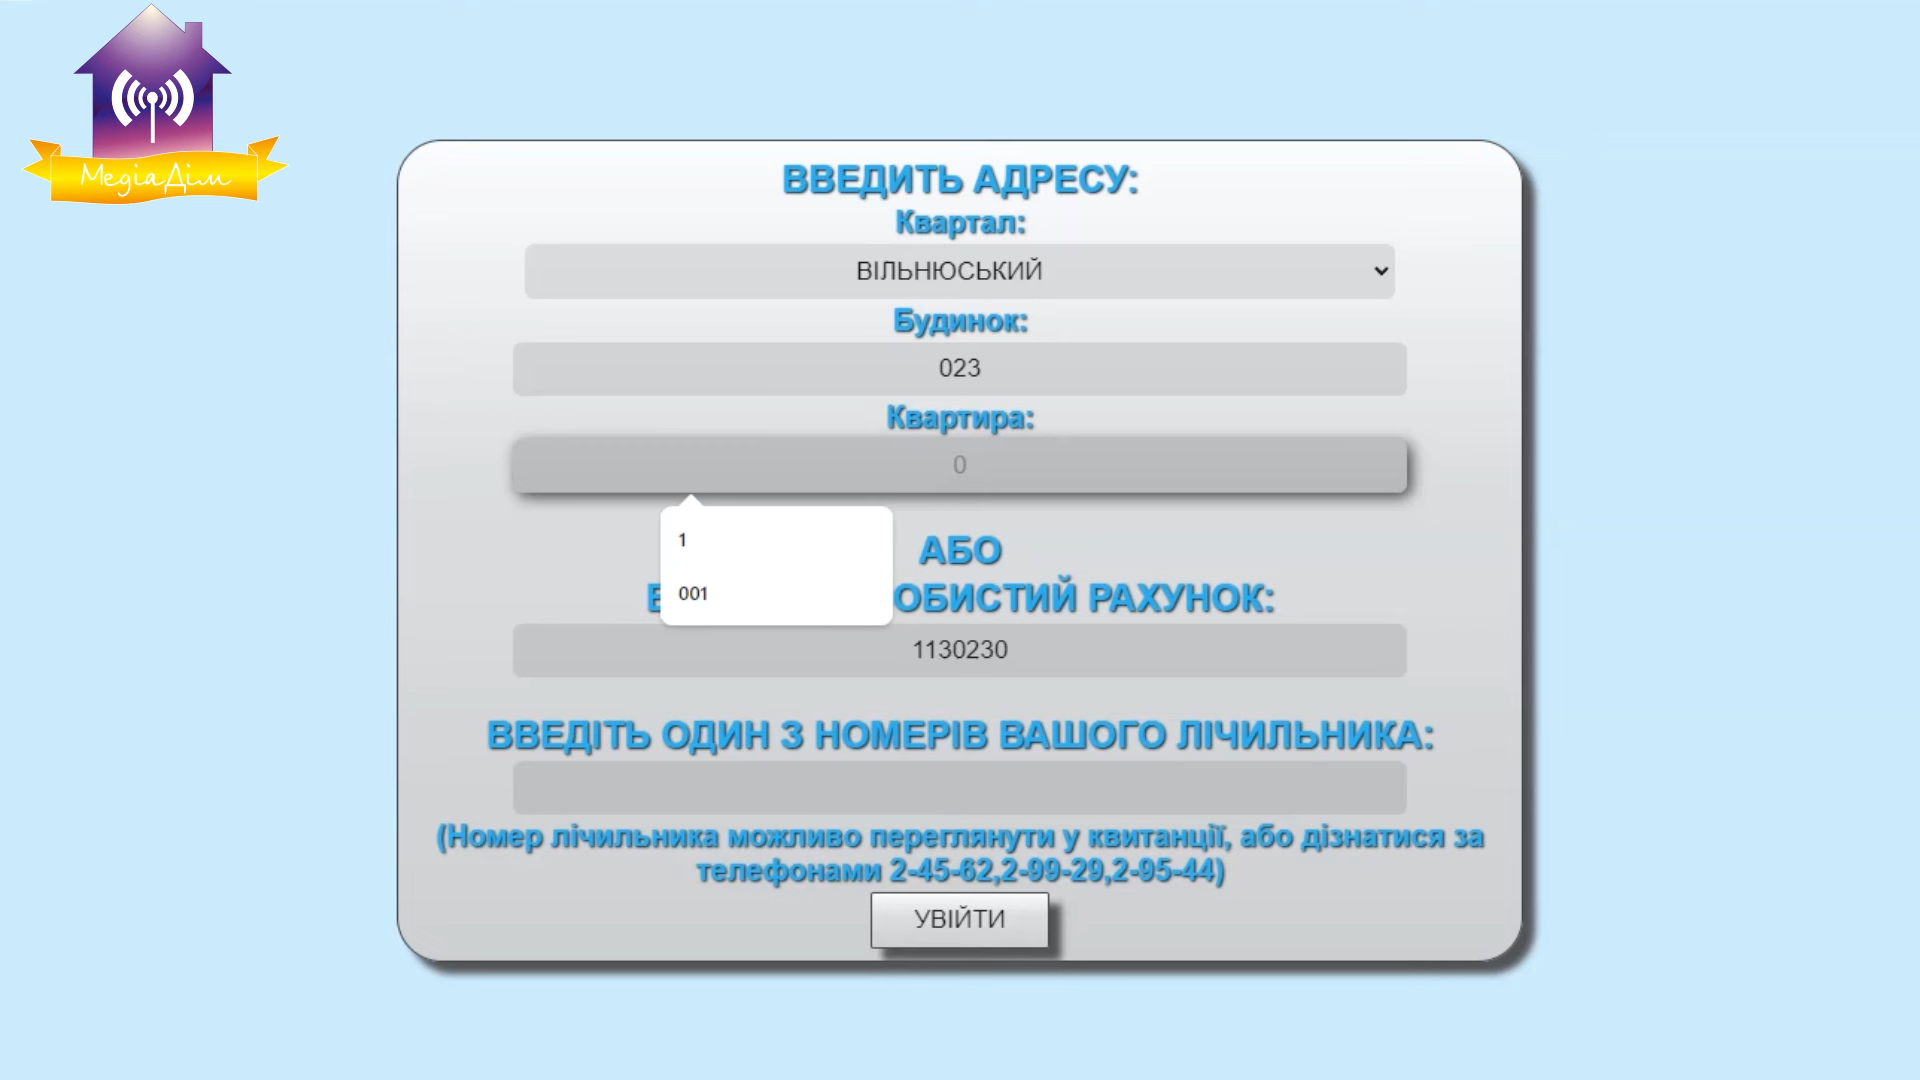 МедіаДім
ВВЕДИТЬ АДРЕСУ:
Квартал:
ВІЛЬНЮСЬКИЙ
Будинок:
023
Квартира:
0
1
001
АБО
РАХУНОК:
1130230
ВВЕДІТЬ ОДИН З НОМЕРІВ ВАШОГО ЛІЧИЛЬНИКА:
(Номер лічильника можливо переглянути у квитанції, або дізнатися за
телефонами 2-45-62,2-99-29,2-95-44)
УВІЙТИ